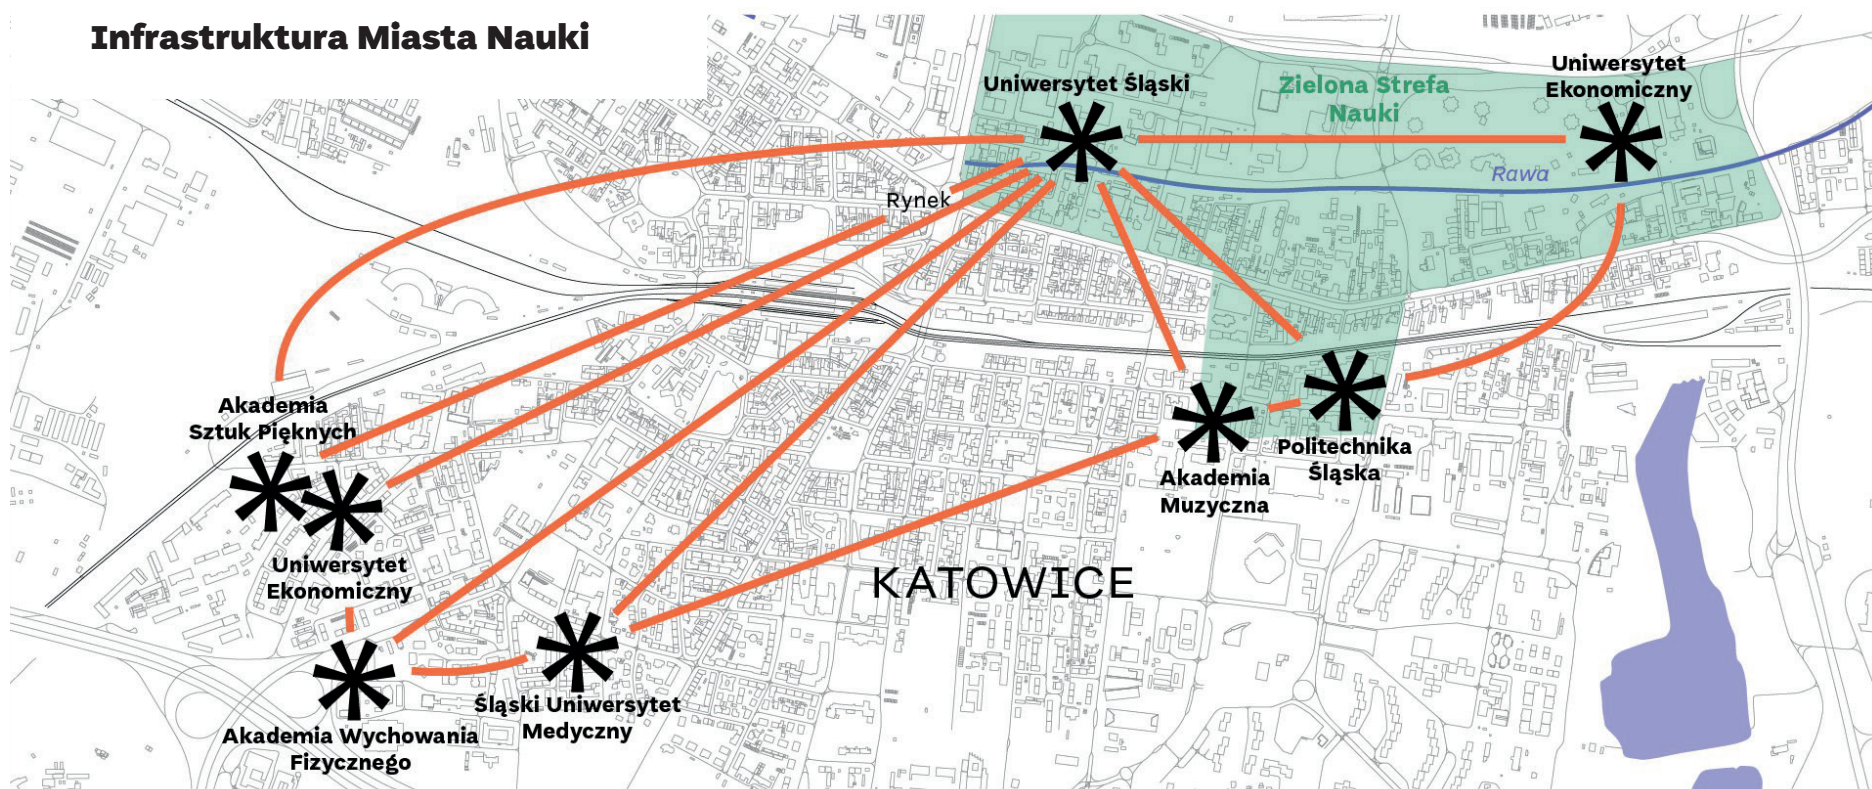 Infrastruktura Miasta Nauki
Uniwersytet Śląski
Zielona Strefa
Nauki
Uniwersytet
Ekonomiczny
Rawa
Rynek
Akademia
Sztuk Pięknych
Uniwersytet
Ekonomiczny
Akademia
Muzyczna
Politechnika
Śląska
KATOWICE
Śląski Uniwersytet
Medyczny
Akademia Wychowania
Fizycznego